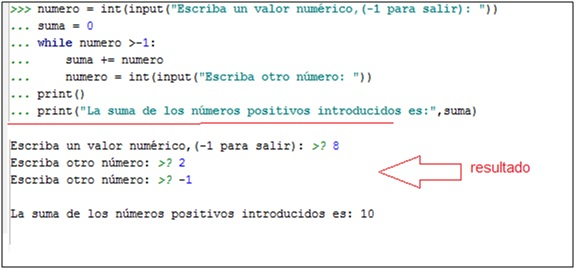 >>> numero = int(input("Escriba un valor numérico,(-1 para salir): "))
... suma = 0
... while numero >-1:
...     suma += numero
...     numero = int(input("Escriba otro número: "))
... print()
... print("La suma de los números positivos introducidos es:",suma)
Escriba un valor numérico,(-1 para salir): >? 8
Escriba otro número: >? 2
Escriba otro número: >? -1
resultado
La suma de los números positivos introducidos es: 10